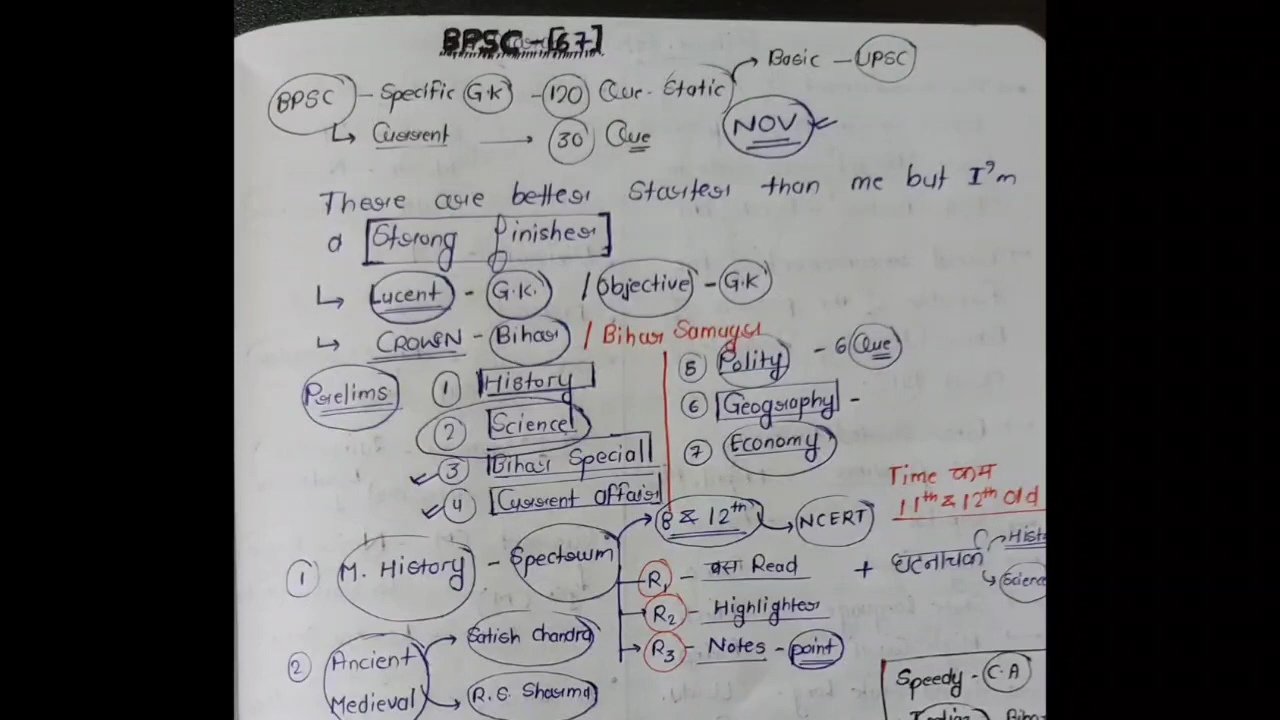 BPSC-[67]
BPSC - Specific G.K - 120 Que. Static → Basic - UPSC
↳ Current → 30 Que NOV
There are better starter than me but I'm
a [Strong finisher]
↳ Lucent - G.K. / Objective - G.K
↳ CROWN - Bihar / Bihar Samagra
Prelims ① History
② Science
③ Bihar Special
④ Current affair
⑤ Polity - 6 Que
⑥ Geography -
⑦ Economy
Time कम
11th & 12th old
① M. History - Spectrum → 8 & 12th → NCERT
R1 - बस Read + घटनाचक्र → Histo
→ Science
R2 - Highlighter
R3 - Notes - point
② Ancient Medieval → Satish Chandra
→ R.S. Sharma
Speedy - C.A